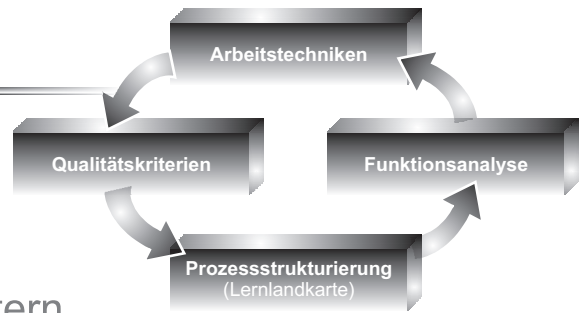 Arbeitstechniken
Qualitätskriterien
Funktionsanalyse
Prozessstrukturierung
(Lernlandkarte)